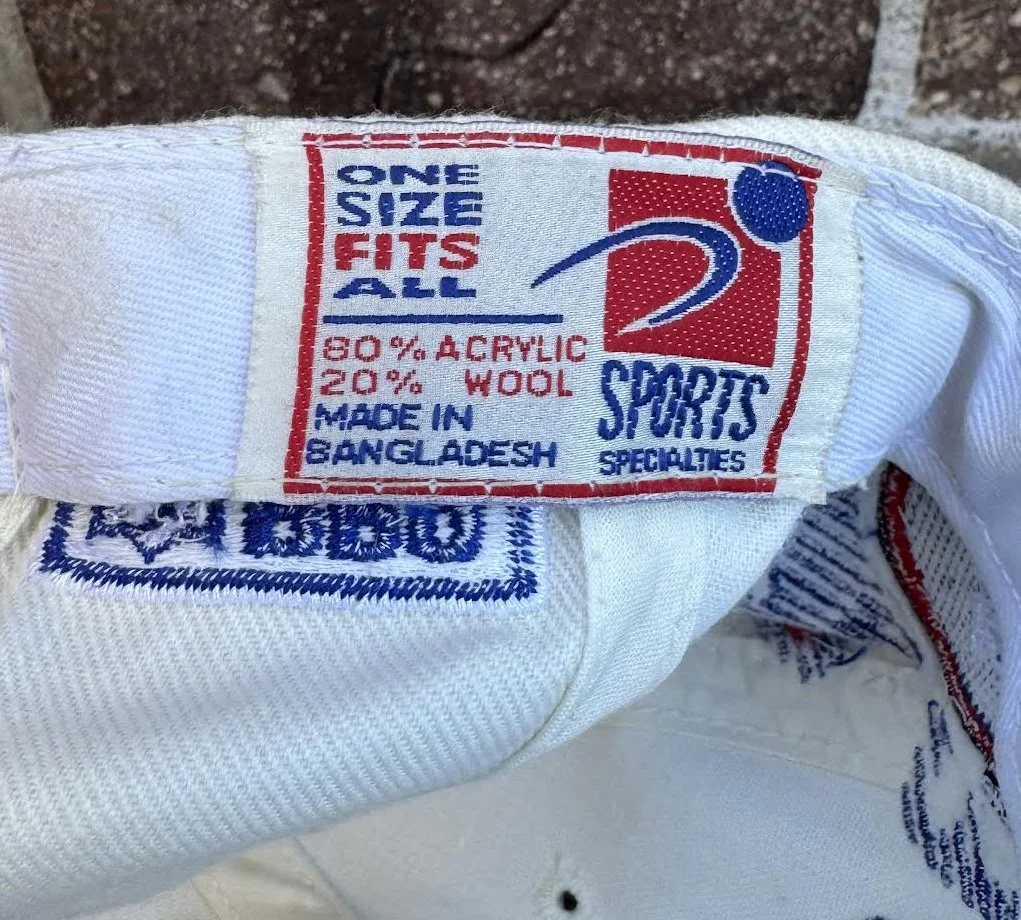 ONE
SIZE
FITS
ALL
80% ACRYLIC
20% WOOL
MADE IN
BANGLADESH
SPORTS
SPECIALTIES